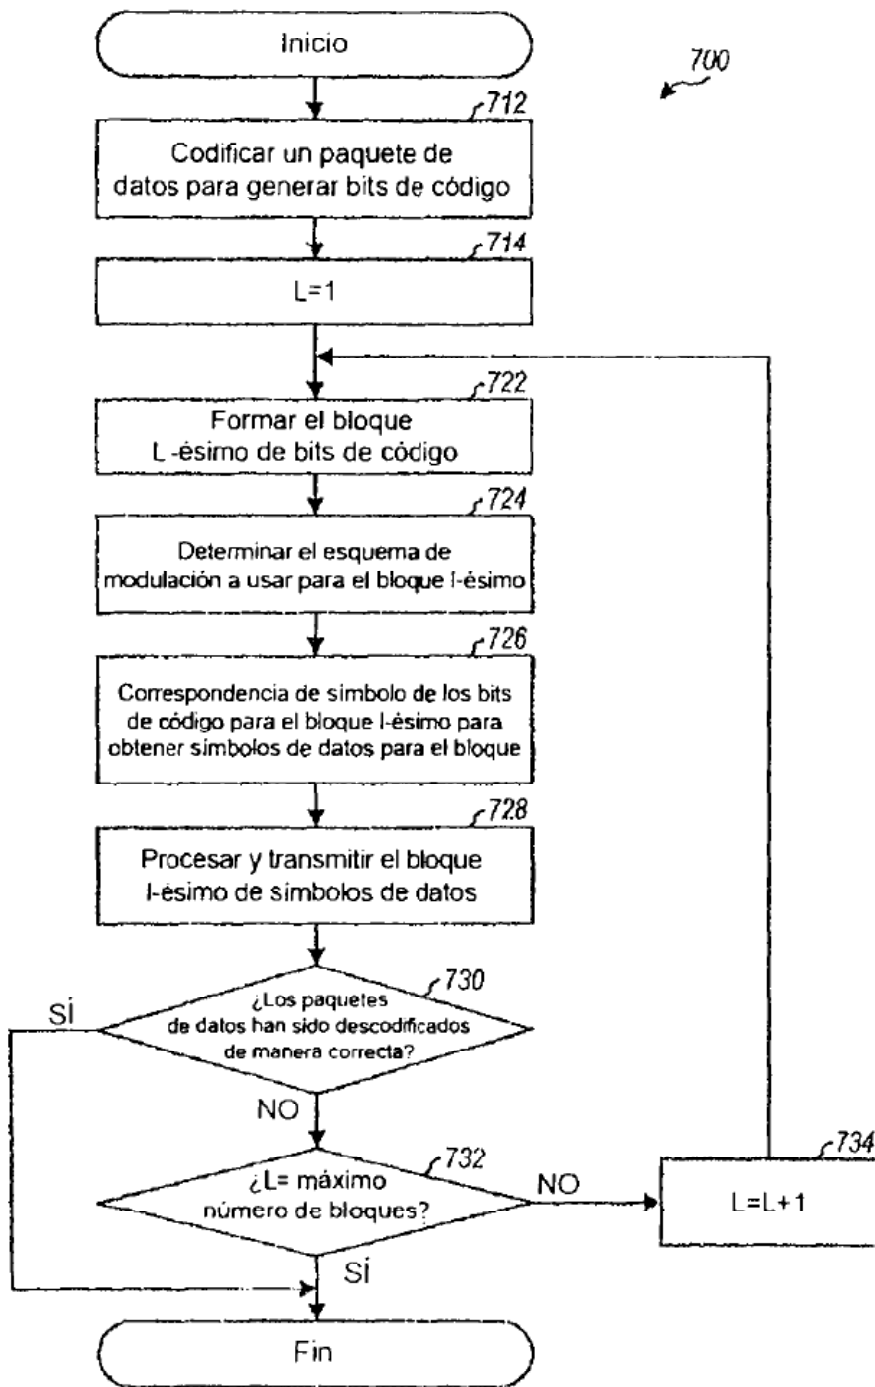 Inicio
700
712
Codificar un paquete de
datos para generar bits de código
714
L=1
722
Formar el bloque
L-ésimo de bits de código
724
Determinar el esquema de
modulación a usar para el bloque l-ésimo
726
Correspondencia de símbolo de los bits
de código para el bloque l-ésimo para
obtener símbolos de datos para el bloque
728
Procesar y transmitir el bloque
l-ésimo de símbolos de datos
730
¿Los paquetes
de datos han sido descodificados
de manera correcta?
SÍ
NO
732
¿L= máximo
número de bloques?
NO
734
L=L+1
SÍ
Fin